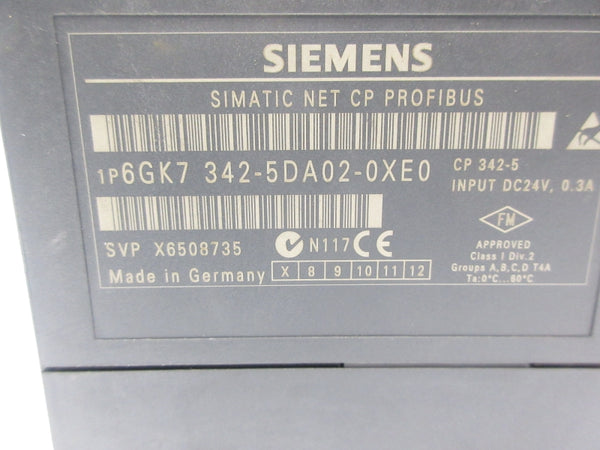 SIEMENS
SIMATIC NET CP PROFIBUS
1P6GK7 342-5DA02-0XE0
CP 342-5
INPUT DC24V, 0.3A
SVP X6508735
N117 CE
FM
APPROVED
Class I Div.2
Groups A,B,C,D T4A
Ta:0°C...60°C
Made in Germany
X 8 9 10 11 12